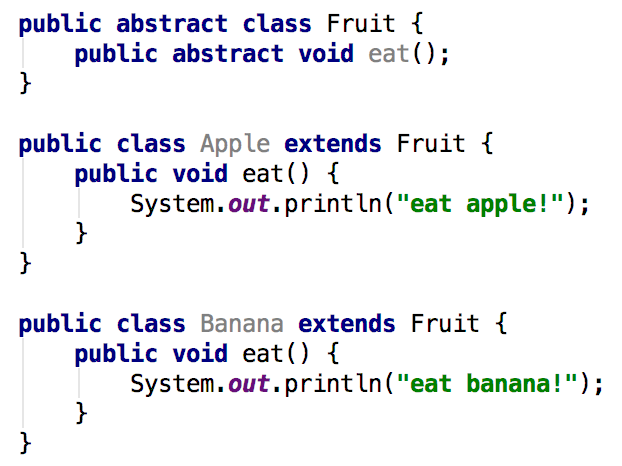 public abstract class Fruit {
    public abstract void eat();
}

public class Apple extends Fruit {
    public void eat() {
        System.out.println("eat apple!");
    }
}

public class Banana extends Fruit {
    public void eat() {
        System.out.println("eat banana!");
    }
}